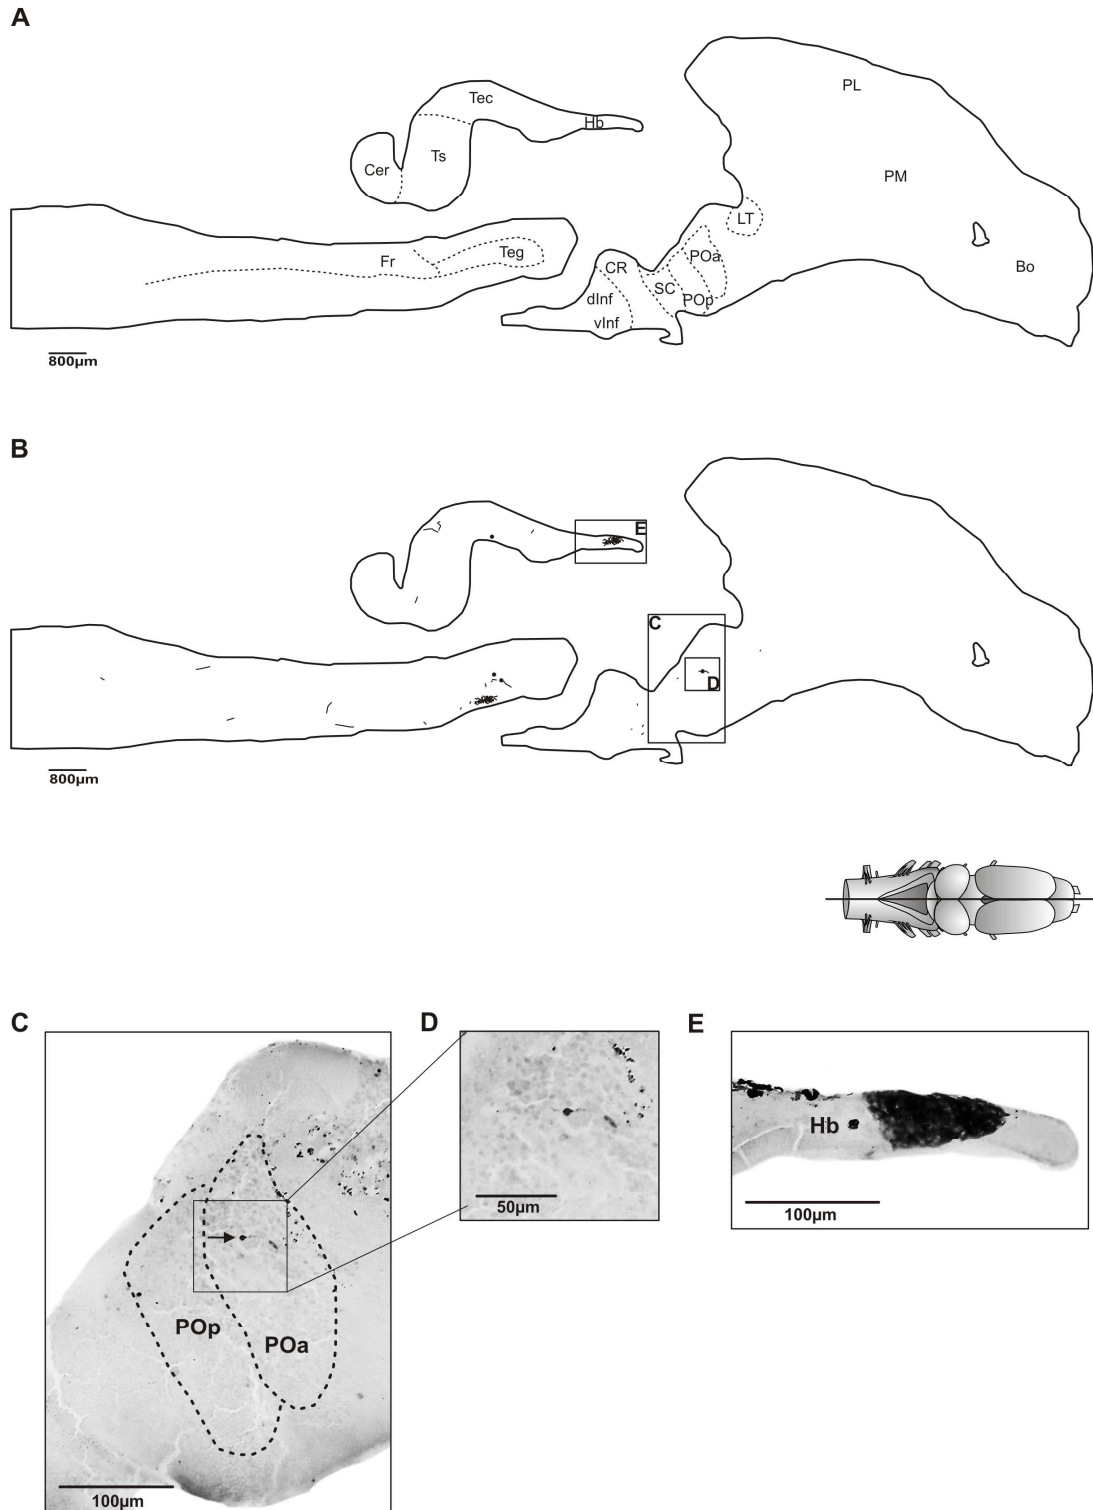 A
Tec
Hb
PL
Cer
Ts
PM
LT
Teg
Fr
POa
CR
SC
dInf
POp
vInf
Bo
800µm
B
E
C
D
800µm
C
D
E
Hb
50µm
100µm
POp
POa
100µm